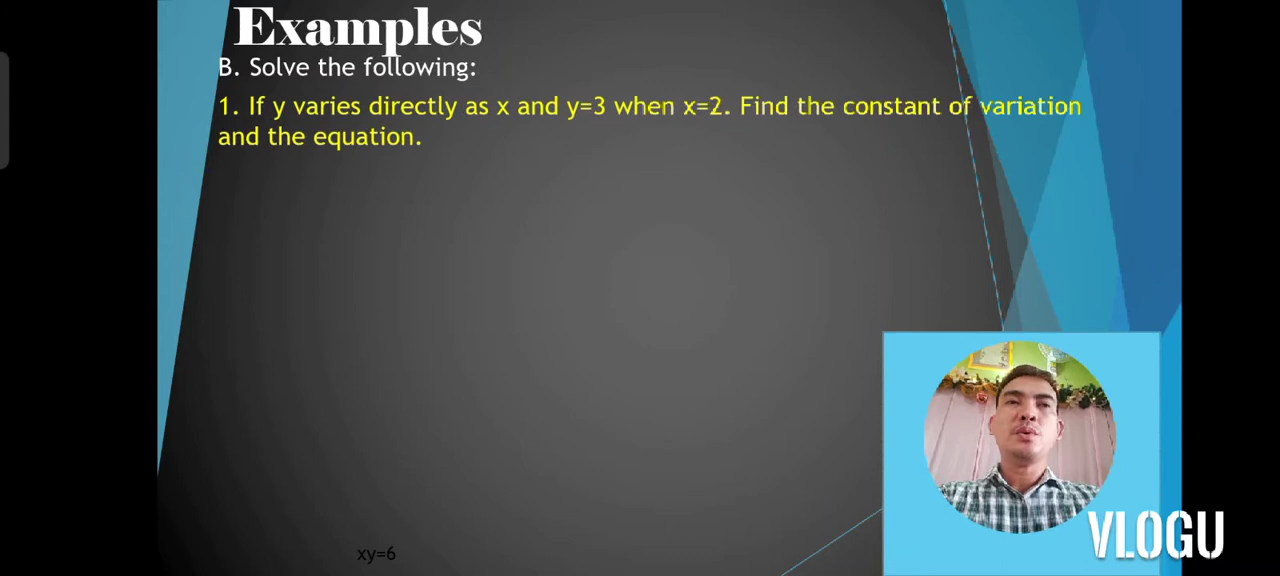 Examples
B. Solve the following:
1. If y varies directly as x and y=3 when x=2. Find the constant of variation
and the equation.
xy=6
VLOGU